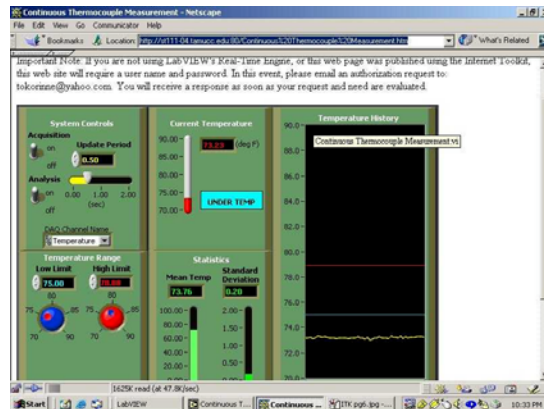 Continuous Thermocouple Measurement - Netscape
File Edit View Go Communicator Help
Bookmarks Location: http://st111-04.tamucc.edu:80/Continuous%20Thermocouple%20Measurement.htm What's Related
Important Note: If you are not using LabVIEW's Real-Time Engine, or this web page was published using the Internet Toolkit,
this web site will require a user name and password. In this event, please email an authorization request to:
tokorinne@yahoo.com. You will receive a response as soon as your request and need are evaluated.
System Controls
Acquisition
on
off
Update Period
0.50
Analysis
on
off
0.00 1.00 2.00
(sec)
DAQ Channel Name
Temperature
Current Temperature
90.00
85.00
80.00
75.00
70.00
73.23 (deg F)
UNDER TEMP
Temperature History
Continuous Thermocouple Measurement.vi
90.0
88.0
86.0
84.0
82.0
80.0
78.0
76.0
74.0
72.0
70.0
Temperature Range
Low Limit High Limit
75.00
80 80
75 85 75 85
70 90 70 90
Statistics
Mean Temp
Standard
Deviation
73.76 0.20
100.00 2.00
80.00 1.50
60.00
40.00 1.00
20.00 0.50
1625K read (at 47.8K/sec)
Start LabVIEW Continuous T... Continuous ... ITK pg6.jpg -... 10:33 PM